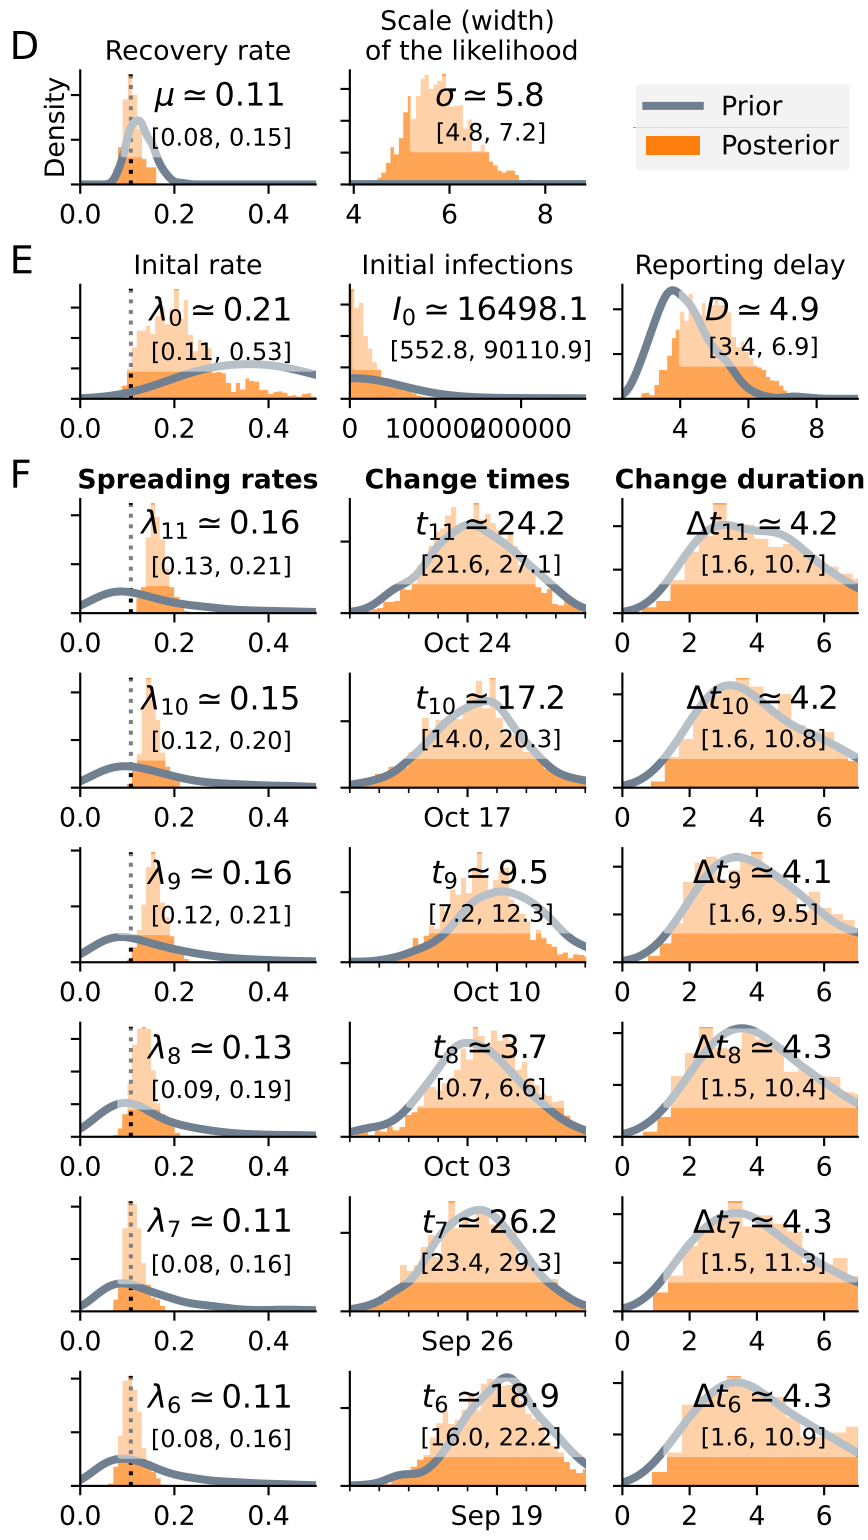 D
Recovery rate
Scale (width)
of the likelihood
Density
μ ≃ 0.11
[0.08, 0.15]
0.0 0.2 0.4
σ ≃ 5.8
[4.8, 7.2]
4 6 8
Prior
Posterior
E
Inital rate
Initial infections
Reporting delay
λ0 ≃ 0.21
[0.11, 0.53]
0.0 0.2 0.4
I0 ≃ 16498.1
[552.8, 90110.9]
0 100000 200000
D ≃ 4.9
[3.4, 6.9]
4 6 8
F
Spreading rates
Change times
Change duration
λ11 ≃ 0.16
[0.13, 0.21]
0.0 0.2 0.4
t11 ≃ 24.2
[21.6, 27.1]
Oct 24
Δt11 ≃ 4.2
[1.6, 10.7]
0 2 4 6
λ10 ≃ 0.15
[0.12, 0.20]
0.0 0.2 0.4
t10 ≃ 17.2
[14.0, 20.3]
Oct 17
Δt10 ≃ 4.2
[1.6, 10.8]
0 2 4 6
λ9 ≃ 0.16
[0.12, 0.21]
0.0 0.2 0.4
t9 ≃ 9.5
[7.2, 12.3]
Oct 10
Δt9 ≃ 4.1
[1.6, 9.5]
0 2 4 6
λ8 ≃ 0.13
[0.09, 0.19]
0.0 0.2 0.4
t8 ≃ 3.7
[0.7, 6.6]
Oct 03
Δt8 ≃ 4.3
[1.5, 10.4]
0 2 4 6
λ7 ≃ 0.11
[0.08, 0.16]
0.0 0.2 0.4
t7 ≃ 26.2
[23.4, 29.3]
Sep 26
Δt7 ≃ 4.3
[1.5, 11.3]
0 2 4 6
λ6 ≃ 0.11
[0.08, 0.16]
0.0 0.2 0.4
t6 ≃ 18.9
[16.0, 22.2]
Sep 19
Δt6 ≃ 4.3
[1.6, 10.9]
0 2 4 6